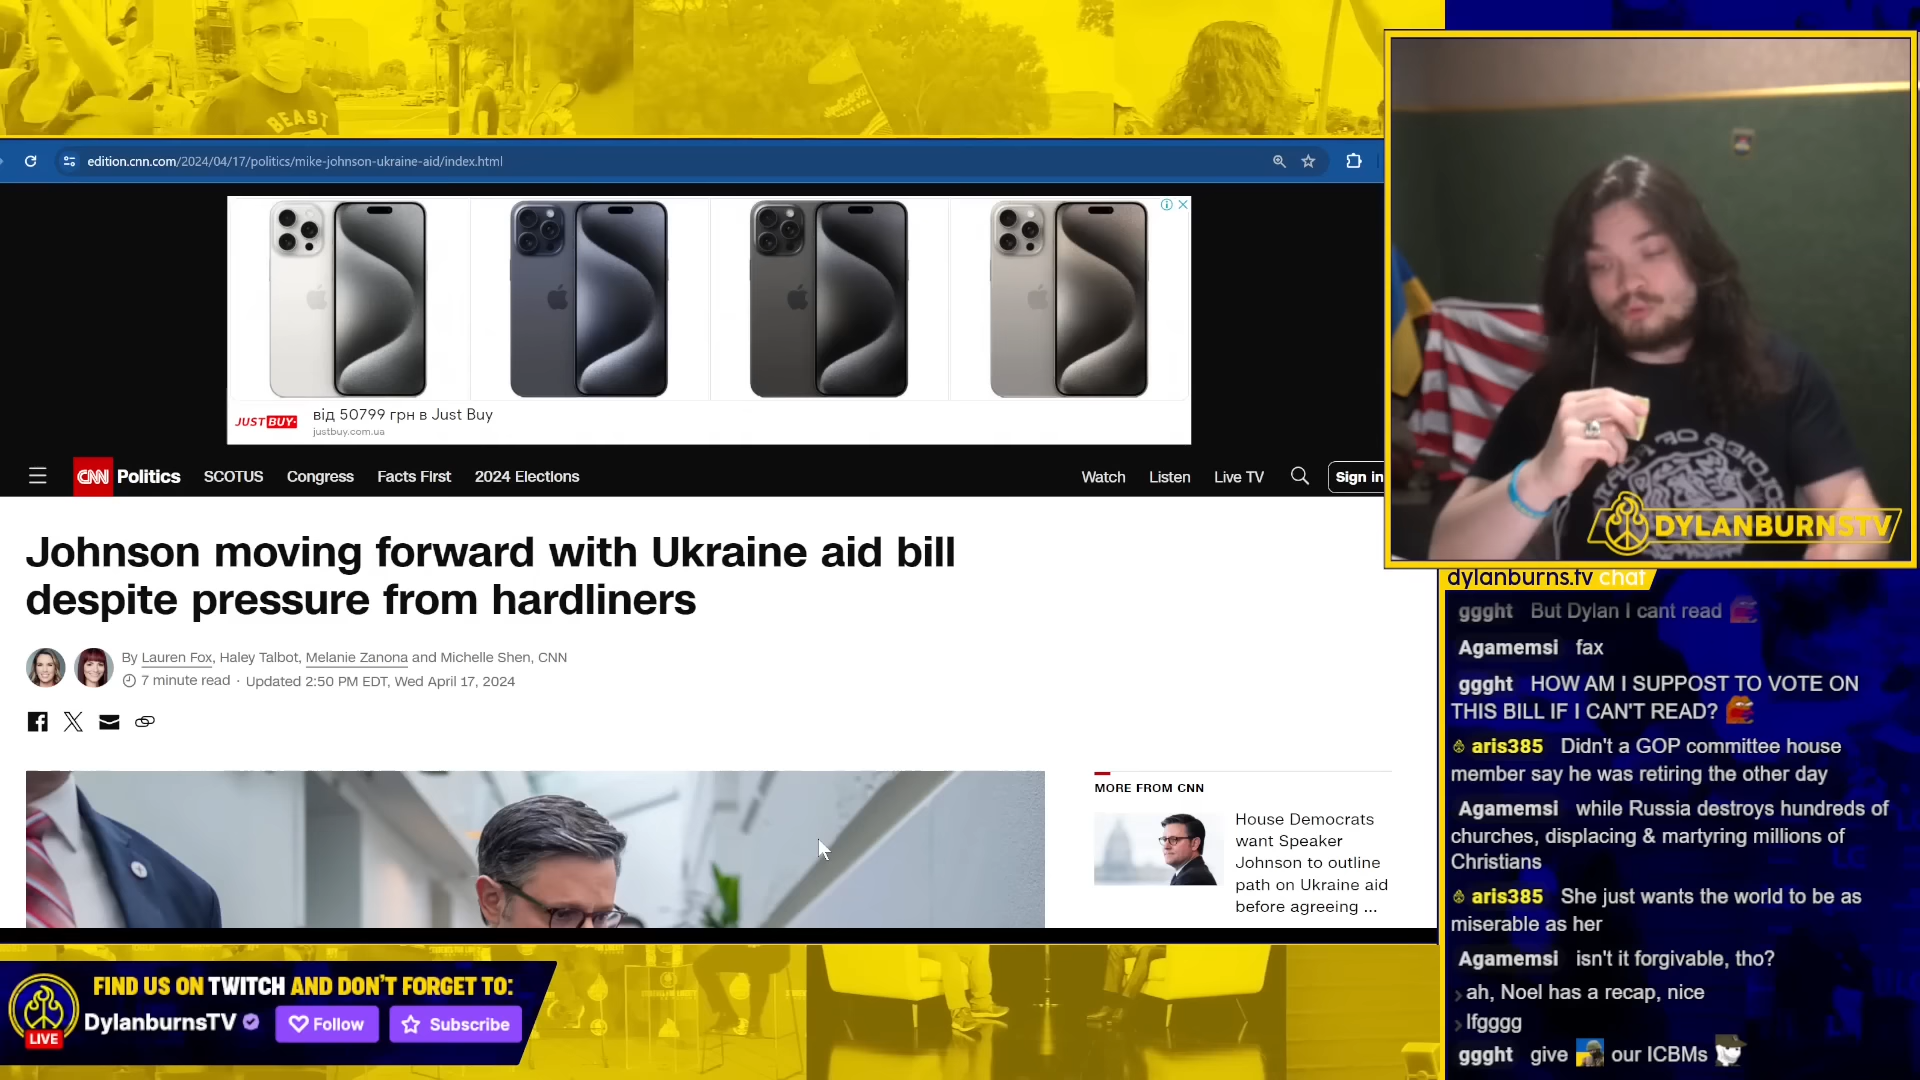 BEAST
edition.cnn.com/2024/04/17/politics/mike-johnson-ukraine-aid/index.html
JUSTBUY
від 50799 грн в Just Buy
justbuy.com.ua
CNN Politics SCOTUS Congress Facts First 2024 Elections Watch Listen Live TV Sign in
Johnson moving forward with Ukraine aid bill
despite pressure from hardliners
By Lauren Fox, Haley Talbot, Melanie Zanona and Michelle Shen, CNN
7 minute read · Updated 2:50 PM EDT, Wed April 17, 2024
MORE FROM CNN
House Democrats
want Speaker
Johnson to outline
path on Ukraine aid
before agreeing ...
DYLANBURNSTV
dylanburns.tv chat
ggght But Dylan I cant read
Agamemsi fax
ggght HOW AM I SUPPOST TO VOTE ON
THIS BILL IF I CAN'T READ?
aris385 Didn't a GOP committee house
member say he was retiring the other day
Agamemsi while Russia destroys hundreds of
churches, displacing & martyring millions of
Christians
aris385 She just wants the world to be as
miserable as her
Agamemsi isn't it forgivable, tho?
ah, Noel has a recap, nice
lfgggg
ggght give our ICBMs
FIND US ON TWITCH AND DON'T FORGET TO:
DylanburnsTV Follow Subscribe
LIVE